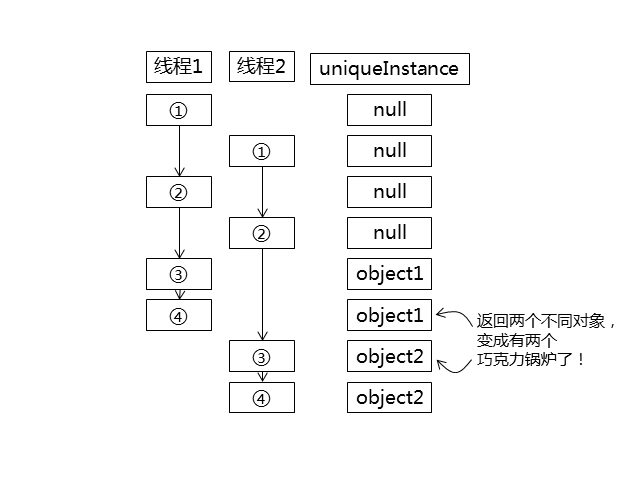 线程1 线程2 uniqueInstance
① null
① null
② null
② null
③ object1
④ object1
返回两个不同对象，
变成有两个
巧克力锅炉了！
③ object2
④ object2